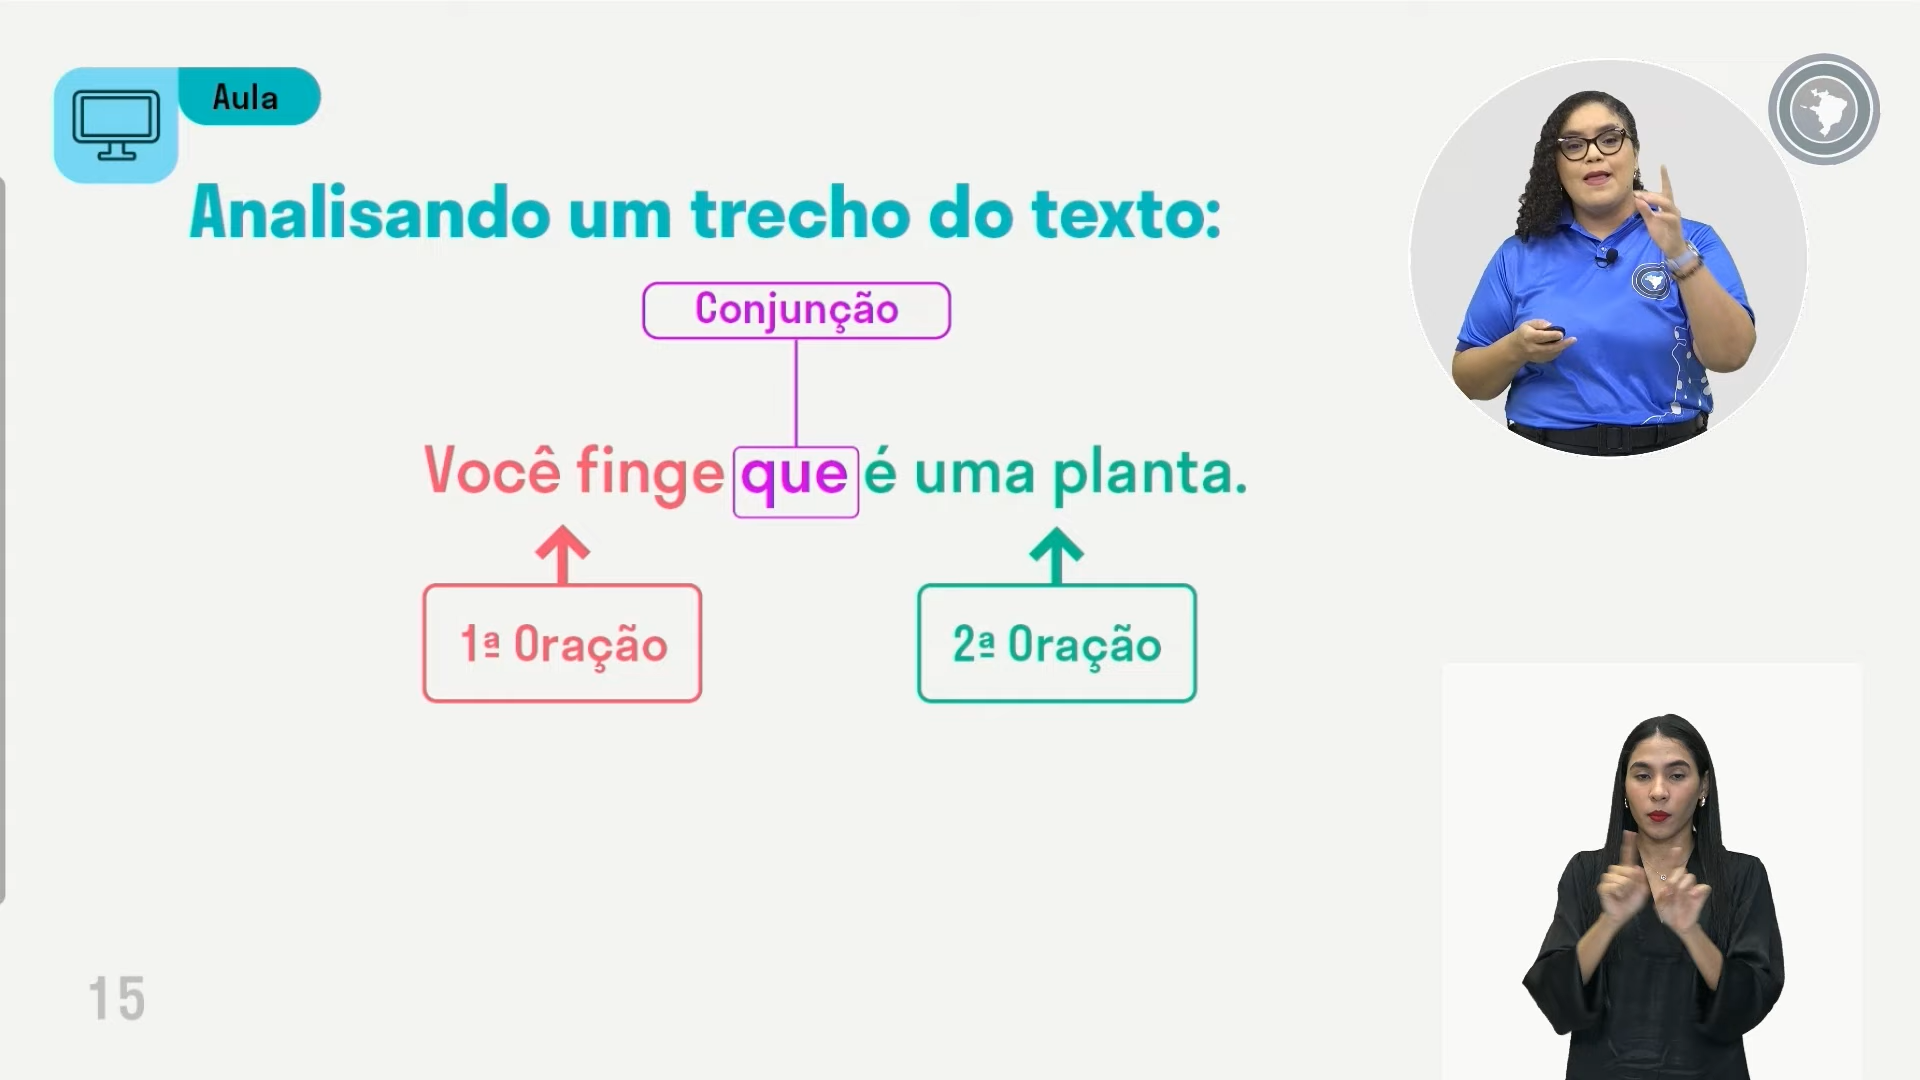 Aula
Analisando um trecho do texto:
Conjunção
Você finge que é uma planta.
1ª Oração
2ª Oração
15